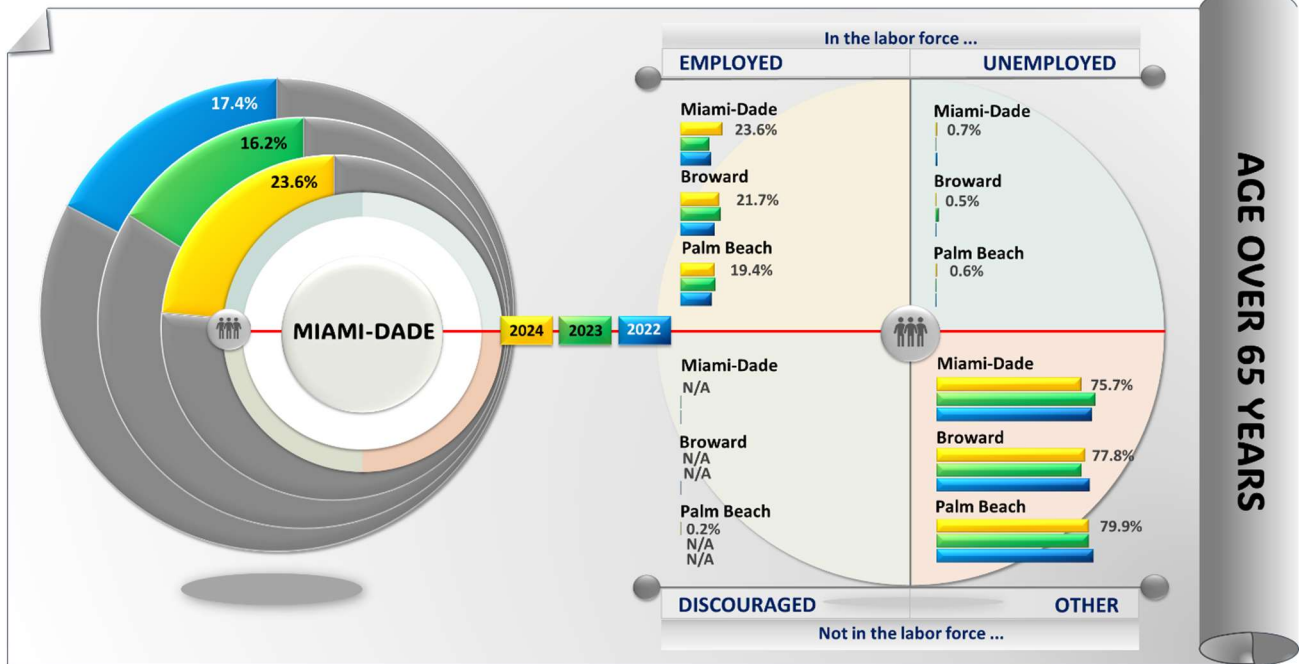 17.4%
16.2%
23.6%
MIAMI-DADE
2024 2023 2022
In the labor force ...
EMPLOYED UNEMPLOYED
Miami-Dade
23.6%
Broward
21.7%
Palm Beach
19.4%
Miami-Dade
0.7%
Broward
0.5%
Palm Beach
0.6%
Miami-Dade
N/A
Broward
N/A
N/A
Palm Beach
0.2%
N/A
N/A
Miami-Dade
75.7%
Broward
77.8%
Palm Beach
79.9%
DISCOURAGED OTHER
Not in the labor force ...
AGE OVER 65 YEARS